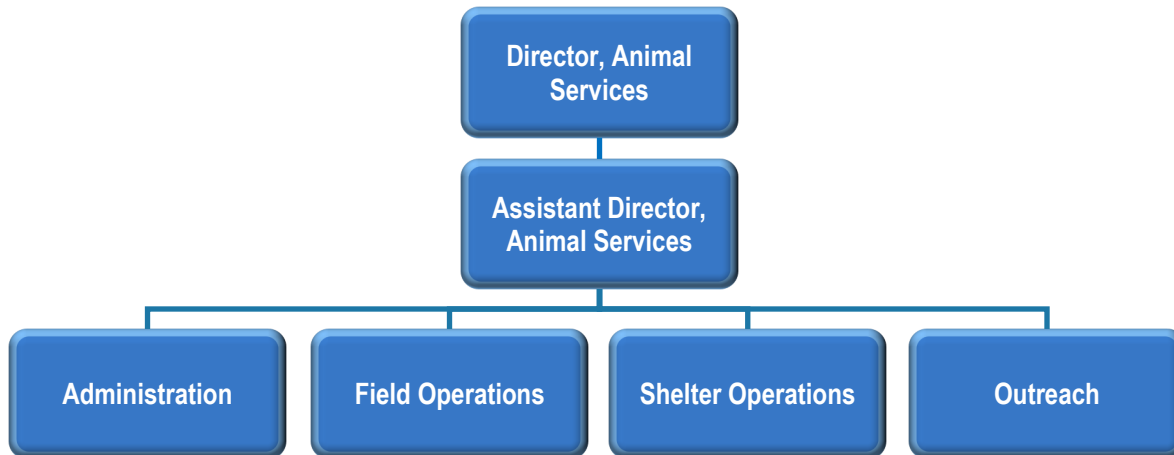 Director, Animal
Services
Assistant Director,
Animal Services
Administration
Field Operations
Shelter Operations
Outreach